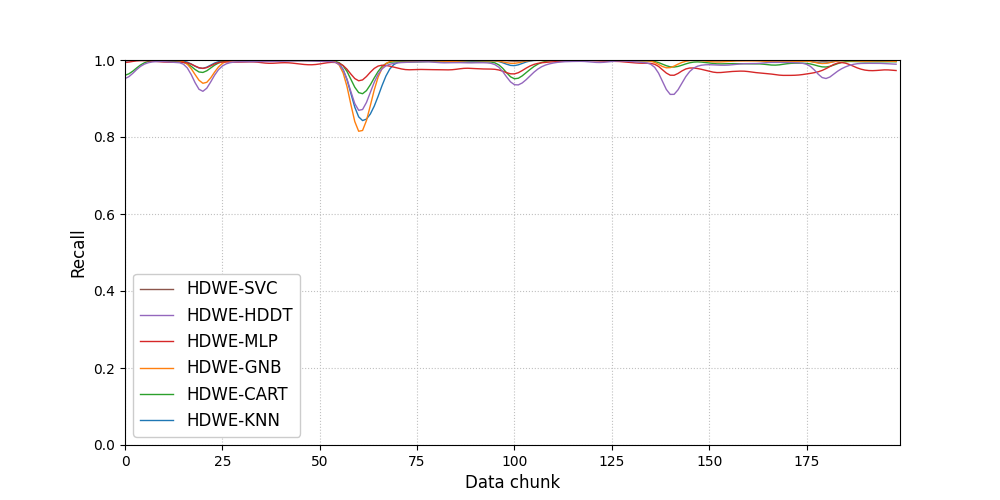 1.0
0.8
0.6
0.4
0.2
0.0
Recall
HDWE-SVC
HDWE-HDDT
HDWE-MLP
HDWE-GNB
HDWE-CART
HDWE-KNN
0 25 50 75 100 125 150 175
Data chunk